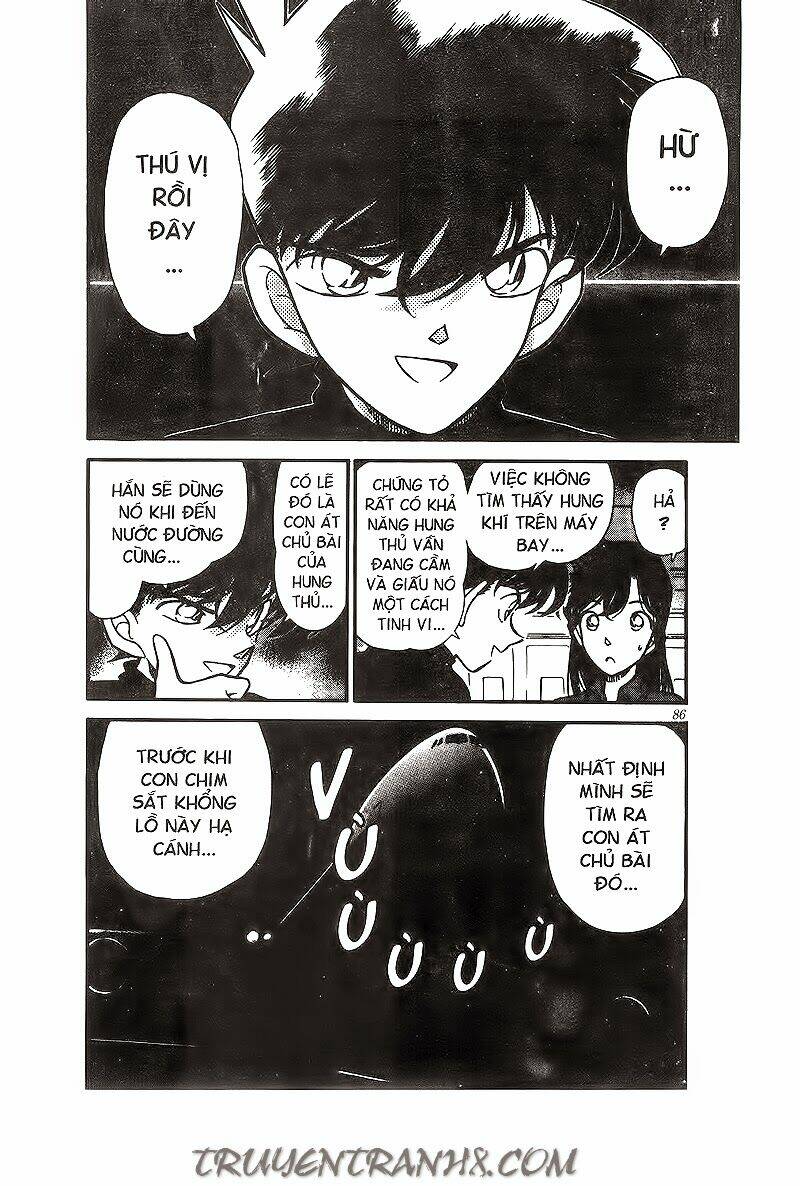 HỪ
...
THÚ VỊ
RỒI
ĐÂY
...
HẢ
?
VIỆC KHÔNG
TÌM THẤY HUNG
KHÍ TRÊN MÁY
BAY...
CHỨNG TỎ
RẤT CÓ KHẢ
NĂNG HUNG
THỦ VẪN
ĐANG CẦM
VÀ GIẤU NÓ
MỘT CÁCH
TINH VI...
CÓ LẼ
ĐÓ LÀ
CON ÁT
CHỦ BÀI
CỦA
HUNG
THỦ...
HẮN SẼ DÙNG
NÓ KHI ĐẾN
NƯỚC ĐƯỜNG
CÙNG...
86
NHẤT ĐỊNH
MÌNH SẼ
TÌM RA
CON ÁT
CHỦ BÀI
ĐÓ...
VÙÙÙÙÙ
TRƯỚC KHI
CON CHIM
SẮT KHỔNG
LỒ NÀY HẠ
CÁNH...
TRUYENTRANH8.COM